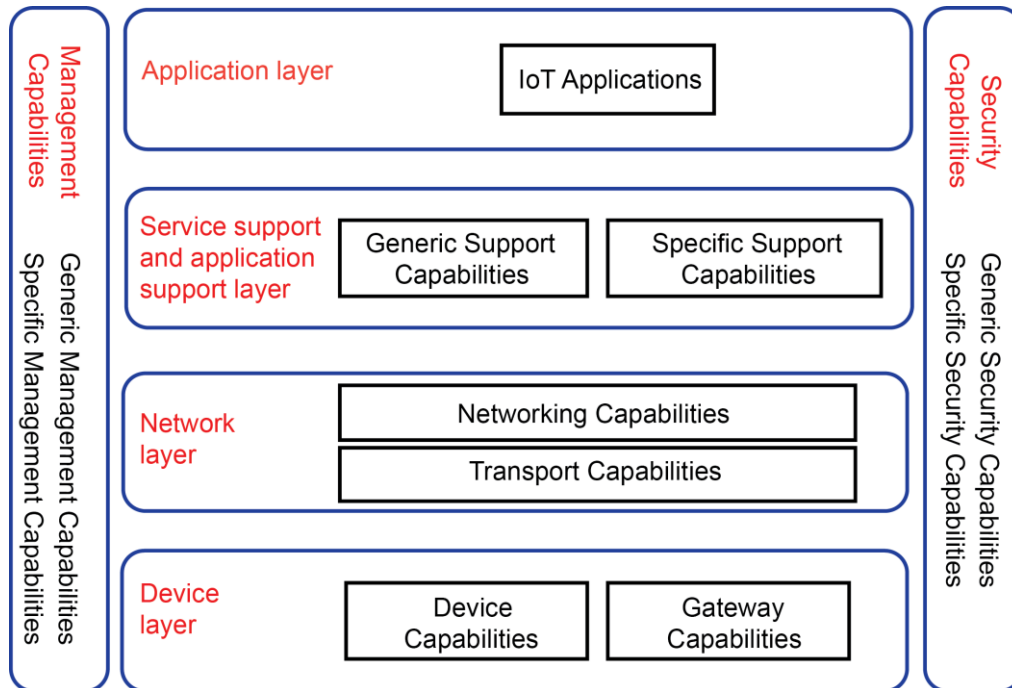 Management
Capabilities
Generic Management Capabilities
Specific Management Capabilities
Application layer
IoT Applications
Service support
and application
support layer
Generic Support
Capabilities
Specific Support
Capabilities
Network
layer
Networking Capabilities
Transport Capabilities
Device
layer
Device
Capabilities
Gateway
Capabilities
Security
Capabilities
Generic Security Capabilities
Specific Security Capabilities